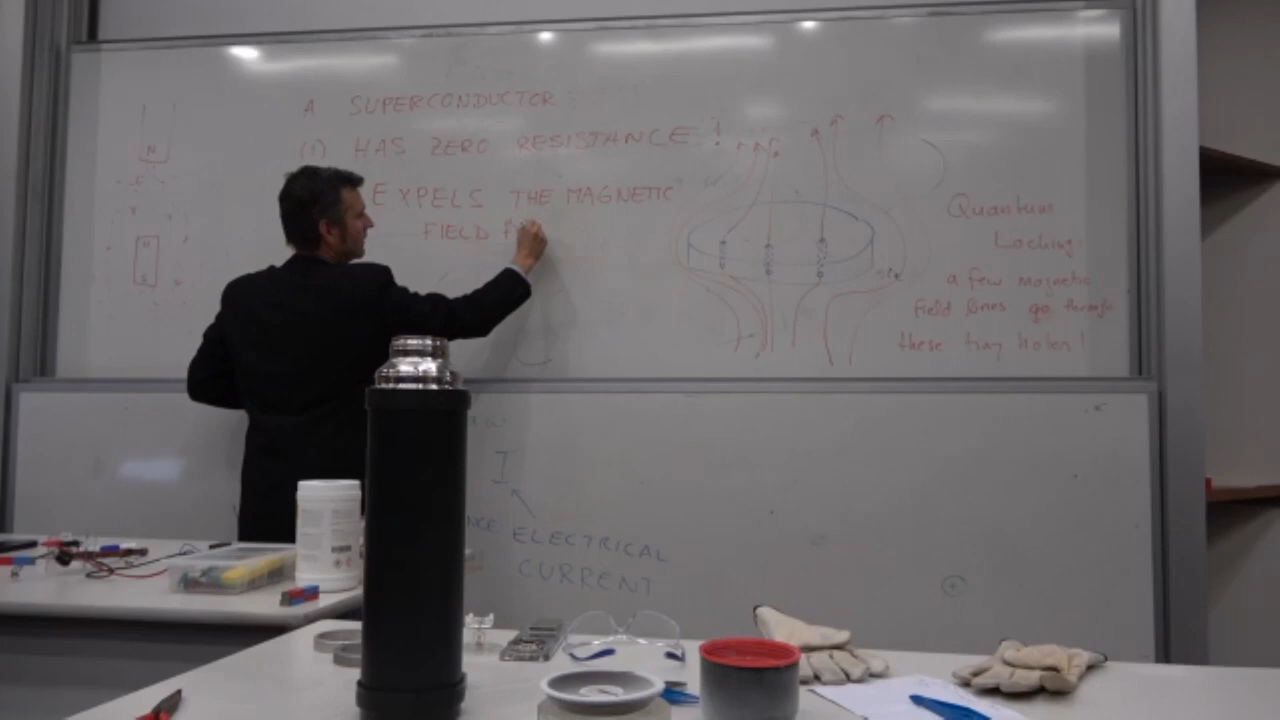 A SUPERCONDUCTOR
(1) HAS ZERO RESISTANCE!
EXPELS THE MAGNETIC
FIELD
N
N
S
Quantum
Locking:
a few magnetic
field lines go through
these tiny holes!
I
NCE ELECTRICAL
CURRENT